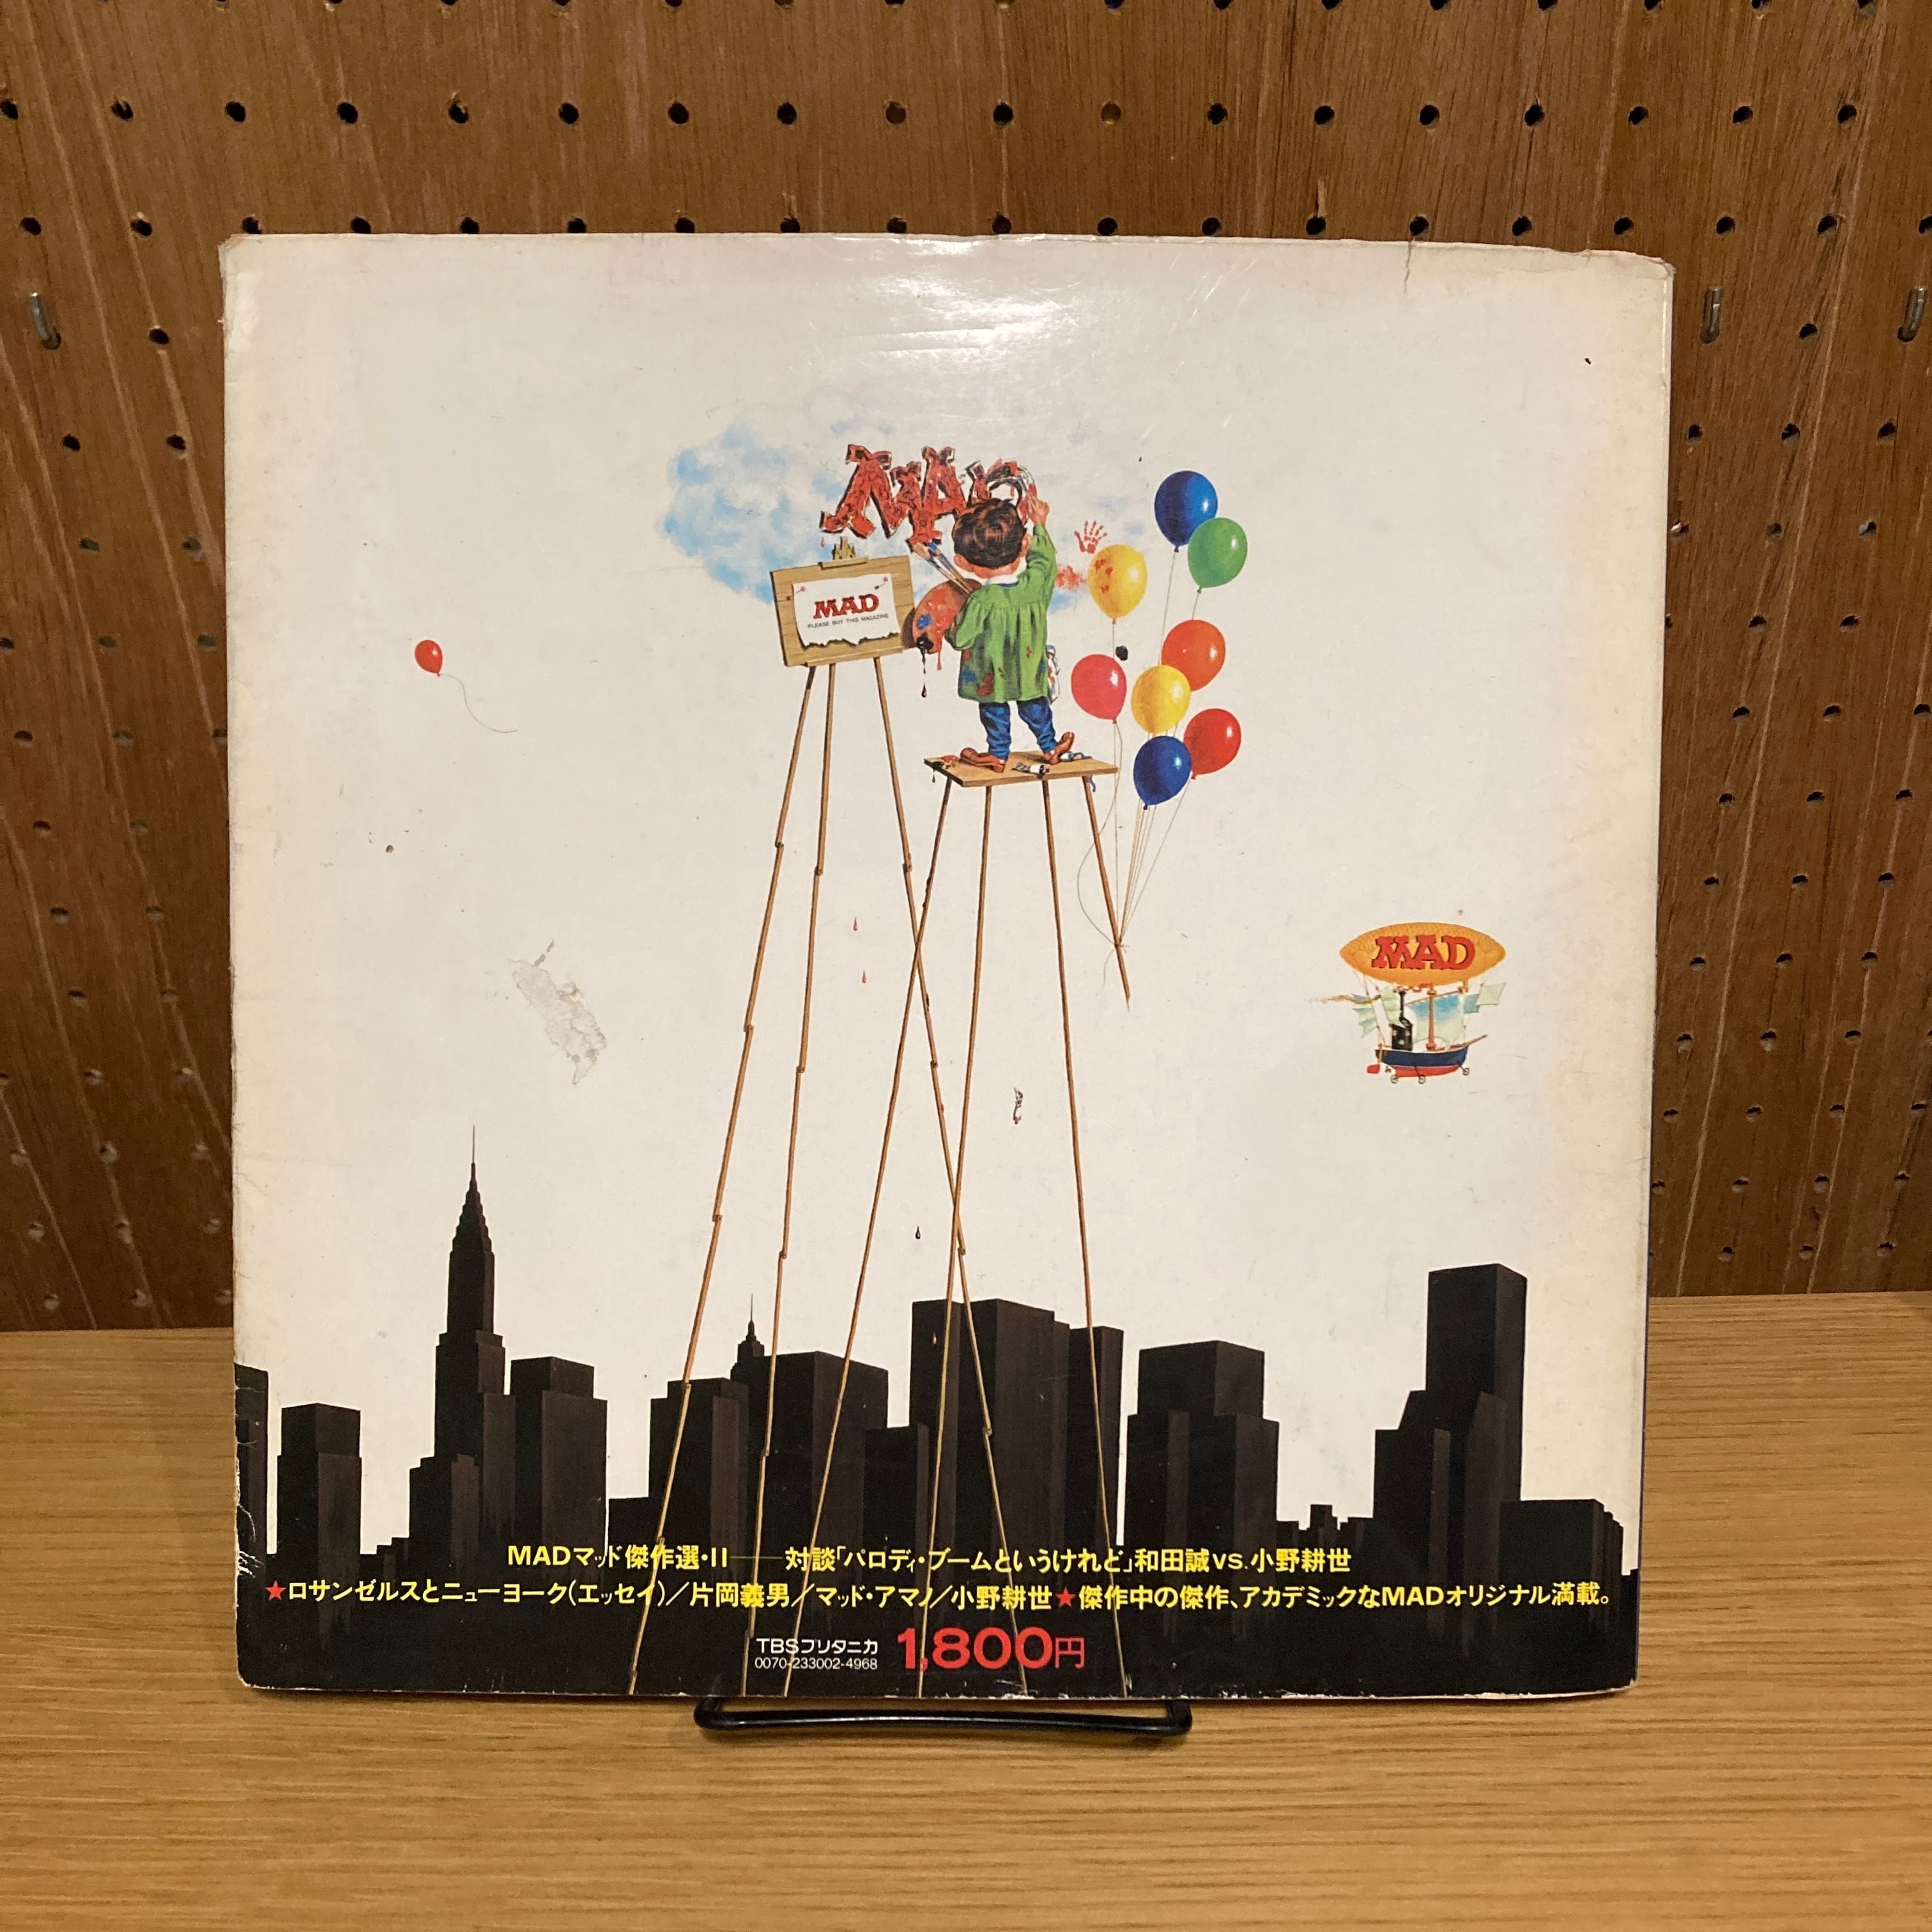 MAD
MAD
PLEASE BUY THIS MAGAZINE
MAD
MADマッド傑作選・II――対談「パロディ・ブームというけれど」和田誠VS.小野耕世
★ロサンゼルスとニューヨーク(エッセイ)／片岡義男／マッド・アマノ／小野耕世★傑作中の傑作、アカデミックなMADオリジナル満載。
TBSブリタニカ
0070-233002-4968
1,800円